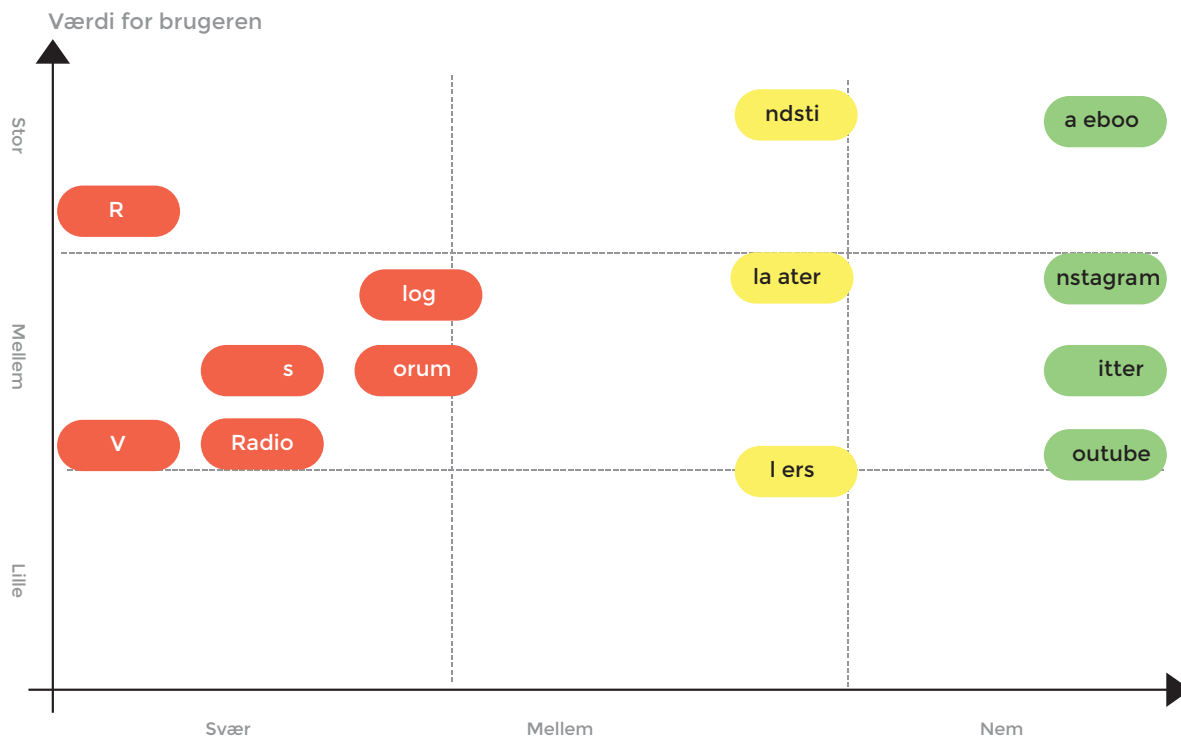 Værdi for brugeren
Stor
ndsti
a eboo
R
Mellem
log
la ater
nstagram
s
orum
itter
V
Radio
l ers
outube
Lille
Svær
Mellem
Nem